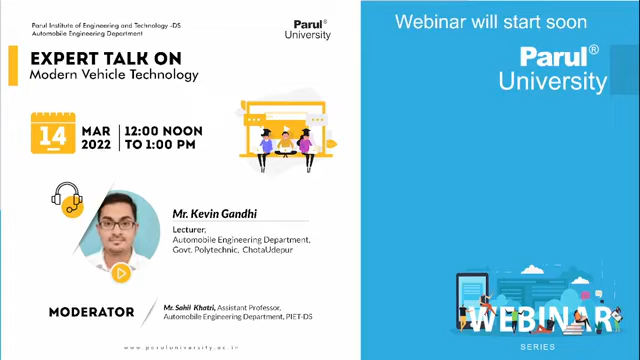 Parul Institute of Engineering and Technology -DS
Automobile Engineering Department
Parul®
University
EXPERT TALK ON
Modern Vehicle Technology
14
MAR
2022
12:00 NOON
TO 1:00 PM
Mr. Kevin Gandhi
Lecturer,
Automobile Engineering Department,
Govt. Polytechnic, ChotaUdepur
MODERATOR
Mr. Sahil Khatri, Assistant Professor,
Automobile Engineering Department, PIET-DS
www.paruluniversity.ac.in
Webinar will start soon
Parul®
University
WEBINAR
SERIES